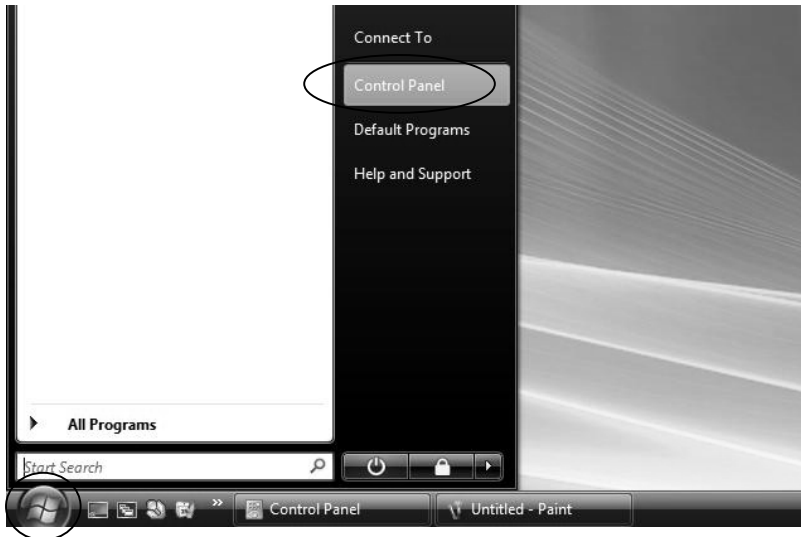 Connect To
Control Panel
Default Programs
Help and Support
All Programs
Start Search
» Control Panel Untitled - Paint